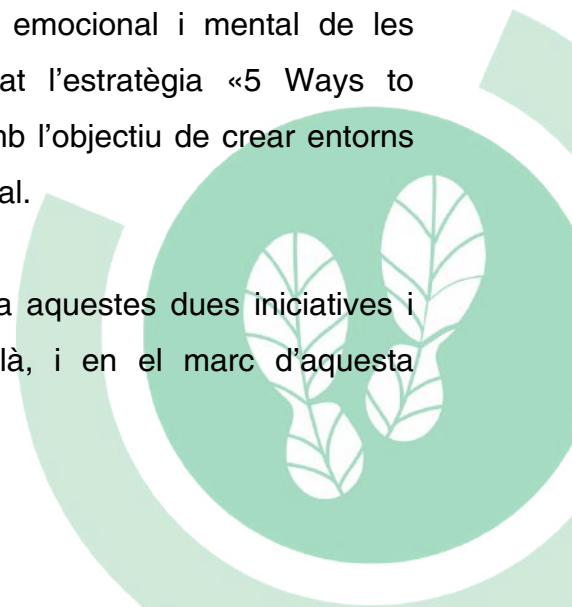 emocional i mental de les
at l’estratègia «5 Ways to
nb l’objectiu de crear entorns
al.
a aquestes dues iniciatives i
là, i en el marc d’aquesta